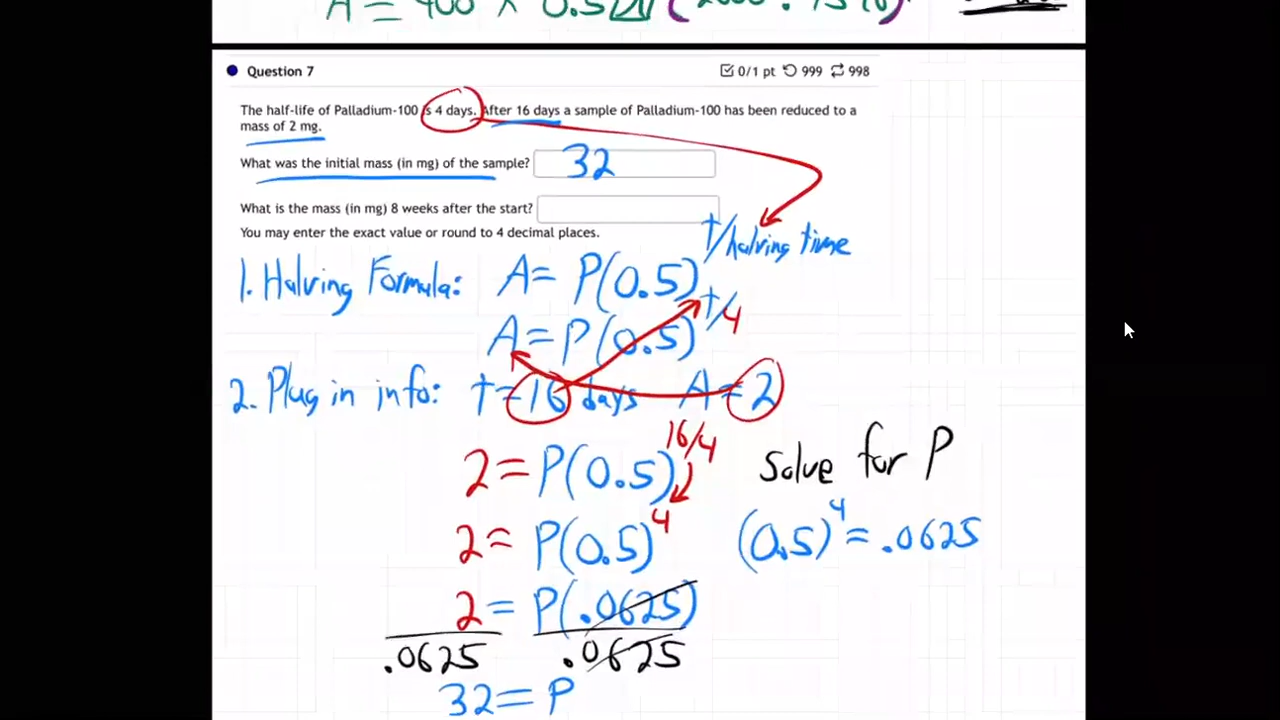 A = 400 × 0.5
Question 7
0/1 pt 999 998
The half-life of Palladium-100 is 4 days. After 16 days a sample of Palladium-100 has been reduced to a
mass of 2 mg.
What was the initial mass (in mg) of the sample? 32
What is the mass (in mg) 8 weeks after the start?
You may enter the exact value or round to 4 decimal places.
1. Halving Formula: A = P(0.5) t/halving time
A = P(0.5) t/4
2. Plug in info: t = 16 days A = 2
2 = P(0.5) 16/4 Solve for P
2 = P(0.5)⁴ (0.5)⁴ = .0625
2 = P(.0625)
.0625 .0625
32 = P